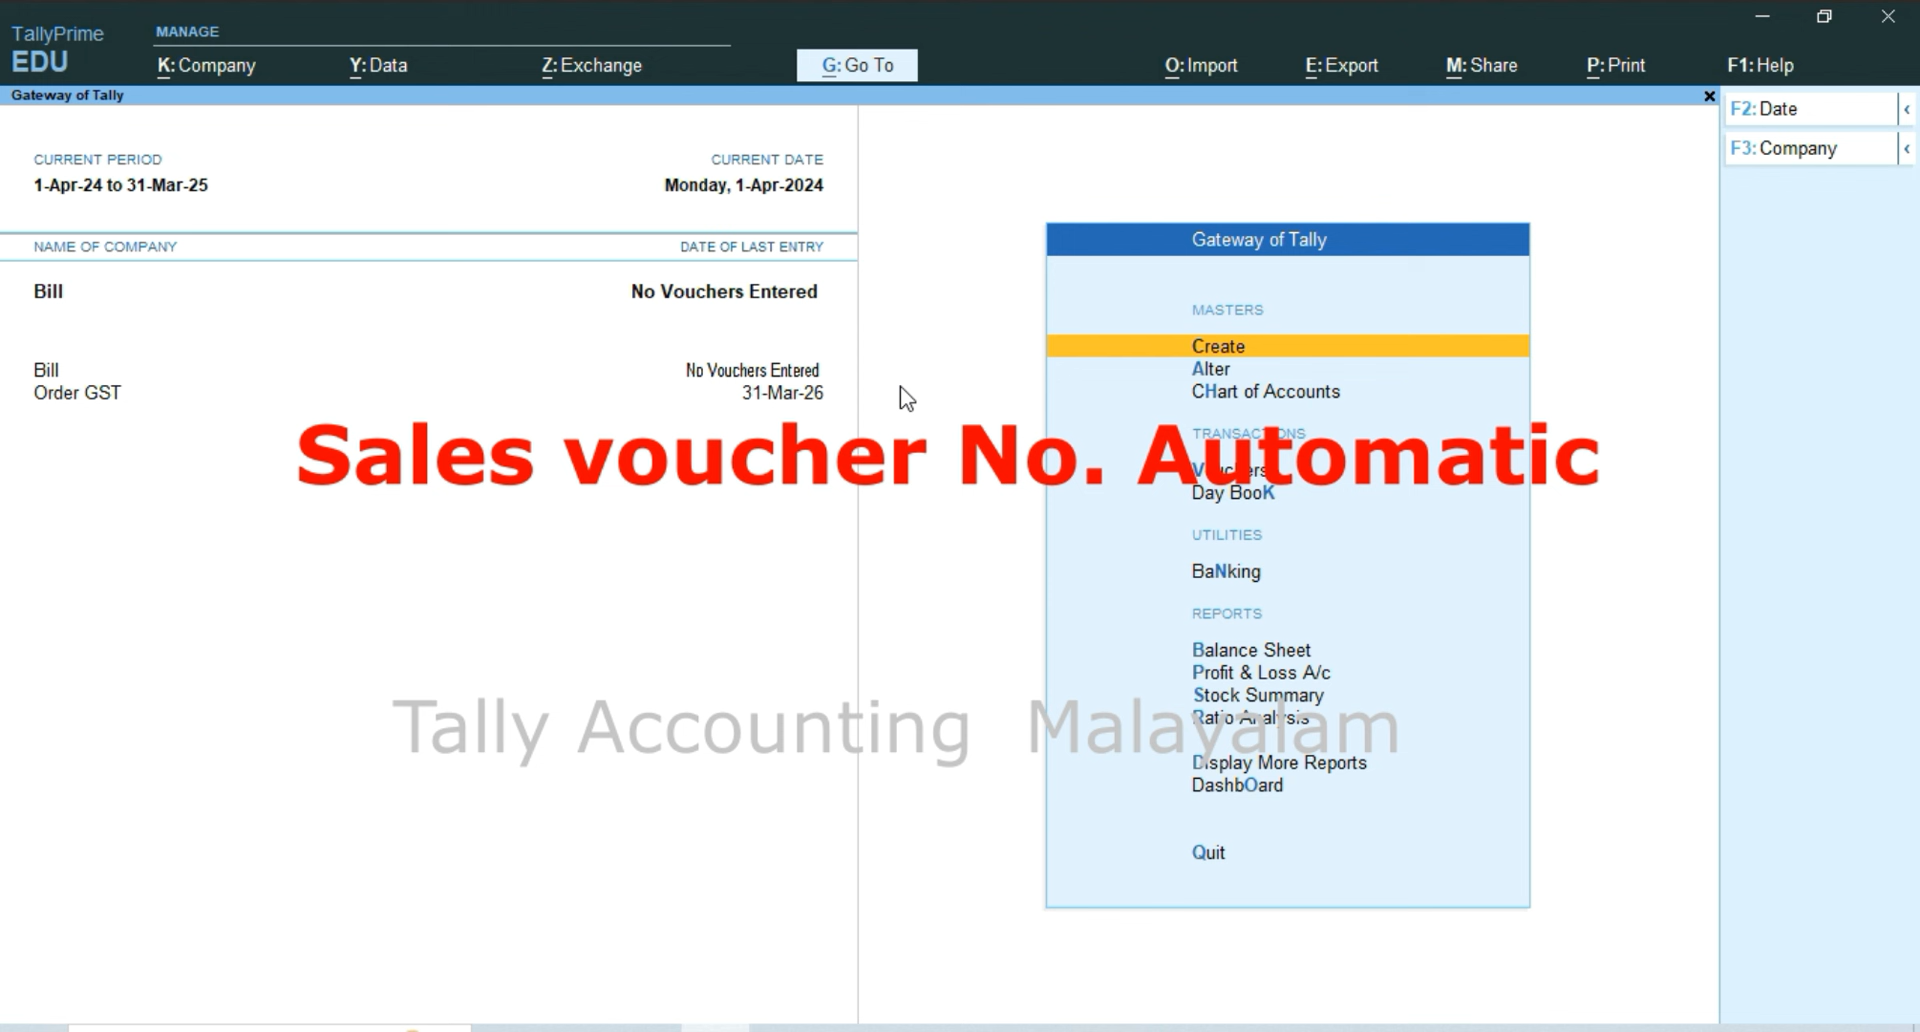 TallyPrime
EDU
MANAGE
K: Company
Y: Data
Z: Exchange
G: Go To
O: Import
E: Export
M: Share
P: Print
F1: Help
Gateway of Tally
F2: Date
F3: Company
CURRENT PERIOD
CURRENT DATE
1-Apr-24 to 31-Mar-25
Monday, 1-Apr-2024
NAME OF COMPANY
DATE OF LAST ENTRY
Bill
No Vouchers Entered
Bill
No Vouchers Entered
Order GST
31-Mar-26
Gateway of Tally
MASTERS
Create
Alter
CHart of Accounts
TRANSACTIONS
Sales voucher No. Automatic
Vouchers
Day BooK
UTILITIES
BaNking
REPORTS
Balance Sheet
Profit & Loss A/c
Stock Summary
Ratio Analysis
Tally Accounting Malayalam
Display More Reports
DashbOard
Quit